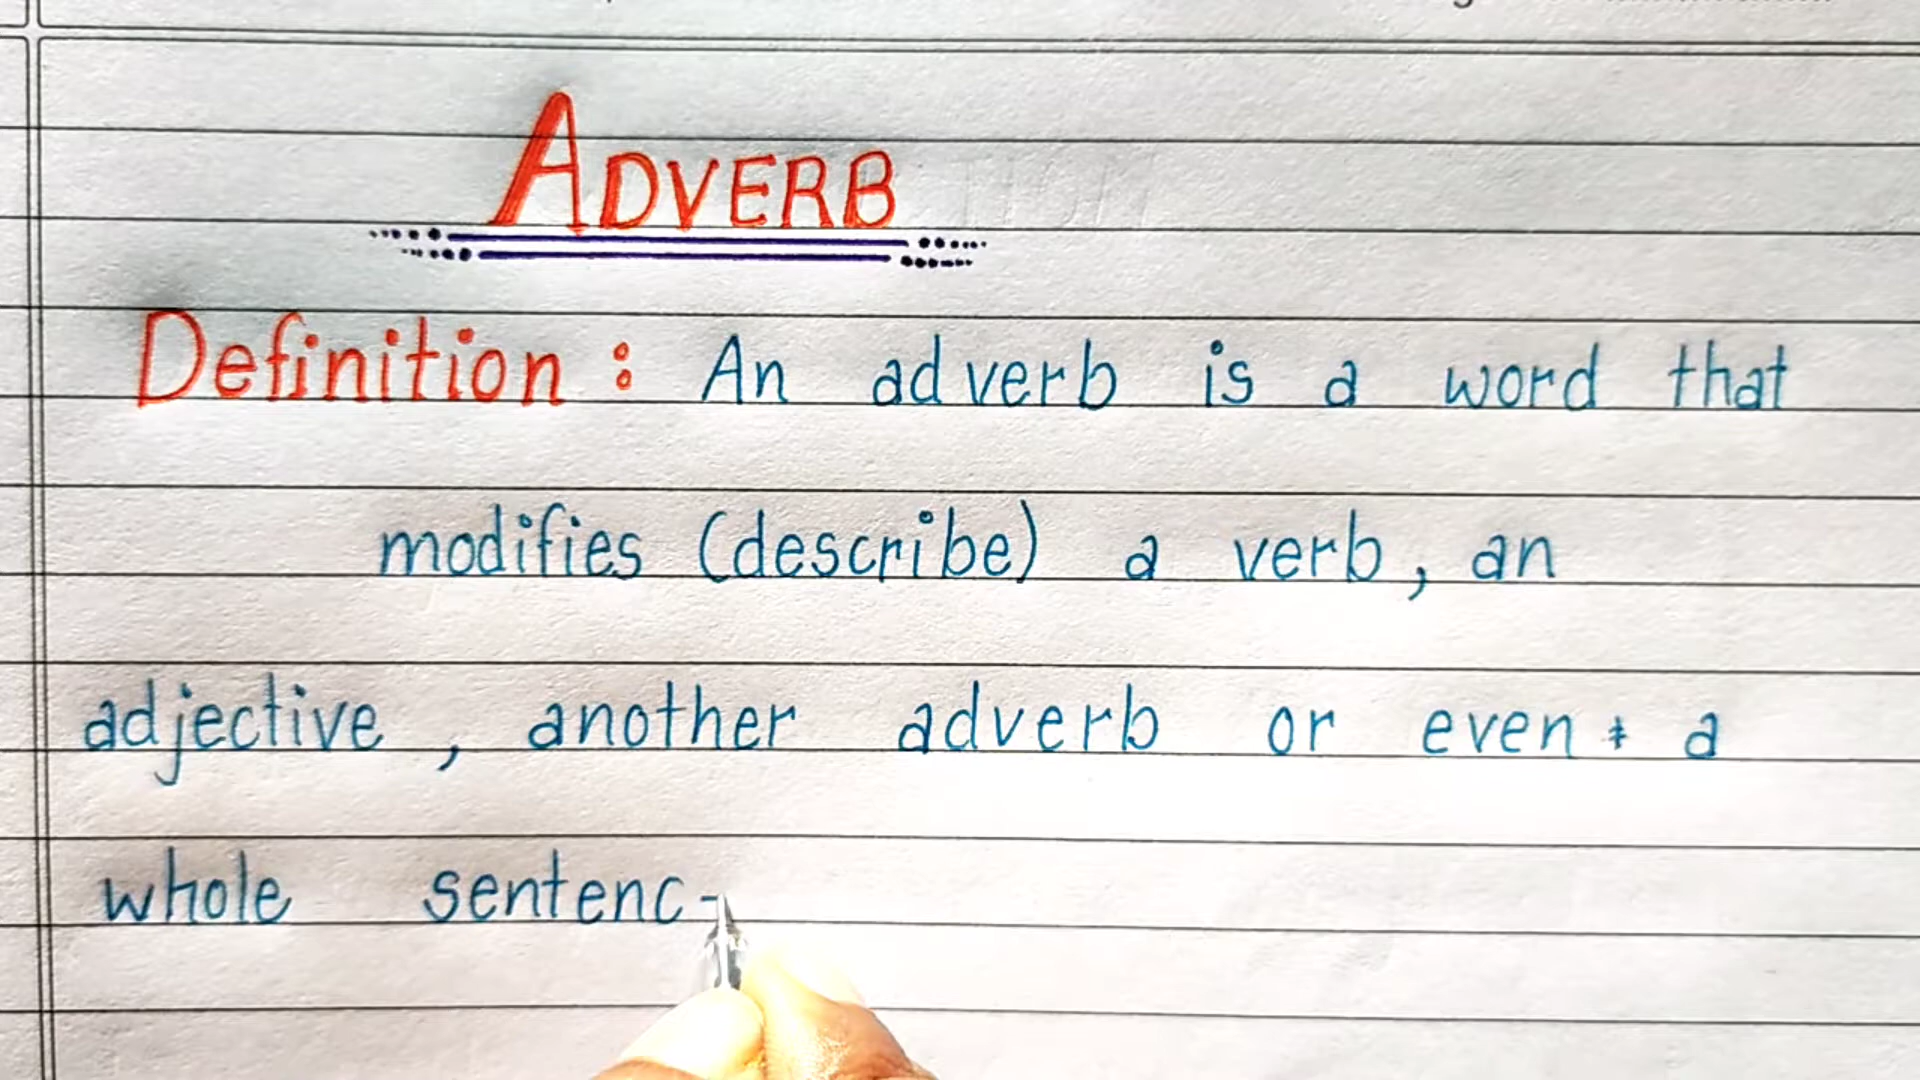 ADVERB
Definition : An adverb is a word that
modifies (describe) a verb, an
adjective , another adverb or even a
whole sentenc